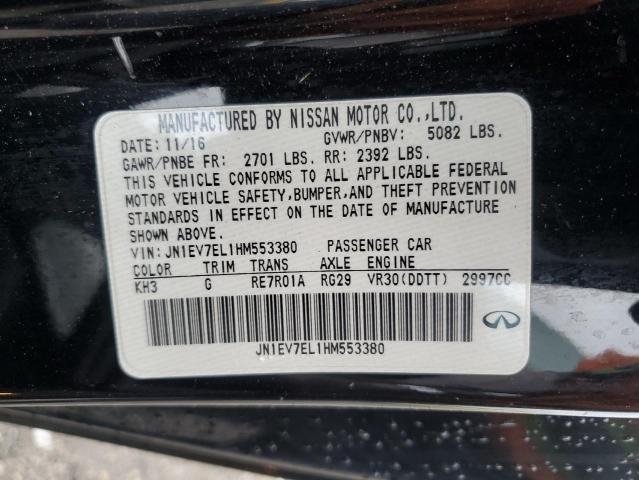 MANUFACTURED BY NISSAN MOTOR CO.,LTD.
DATE: 11/16 GVWR/PNBV: 5082 LBS.
GAWR/PNBE FR: 2701 LBS. RR: 2392 LBS.
THIS VEHICLE CONFORMS TO ALL APPLICABLE FEDERAL
MOTOR VEHICLE SAFETY,BUMPER,AND THEFT PREVENTION
STANDARDS IN EFFECT ON THE DATE OF MANUFACTURE
SHOWN ABOVE.
VIN:JN1EV7EL1HM553380 PASSENGER CAR
COLOR TRIM TRANS AXLE ENGINE
KH3 G RE7R01A RG29 VR30(DDTT) 2997CC
JN1EV7EL1HM553380